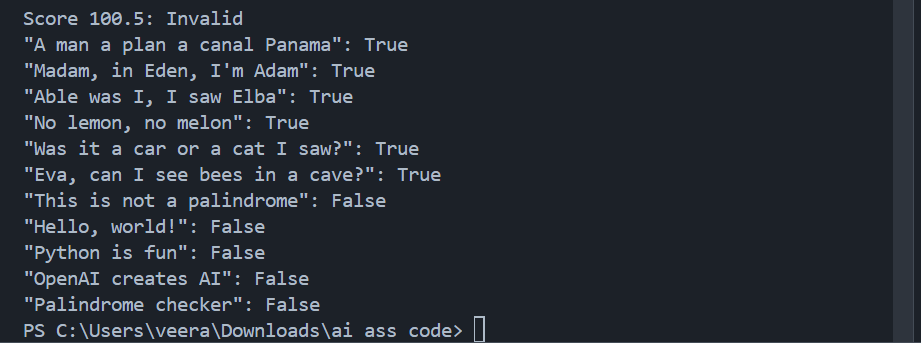 Score 100.5: Invalid
"A man a plan a canal Panama": True
"Madam, in Eden, I'm Adam": True
"Able was I, I saw Elba": True
"No lemon, no melon": True
"Was it a car or a cat I saw?": True
"Eva, can I see bees in a cave?": True
"This is not a palindrome": False
"Hello, world!": False
"Python is fun": False
"OpenAI creates AI": False
"Palindrome checker": False
PS C:\Users\veera\Downloads\ai ass code>